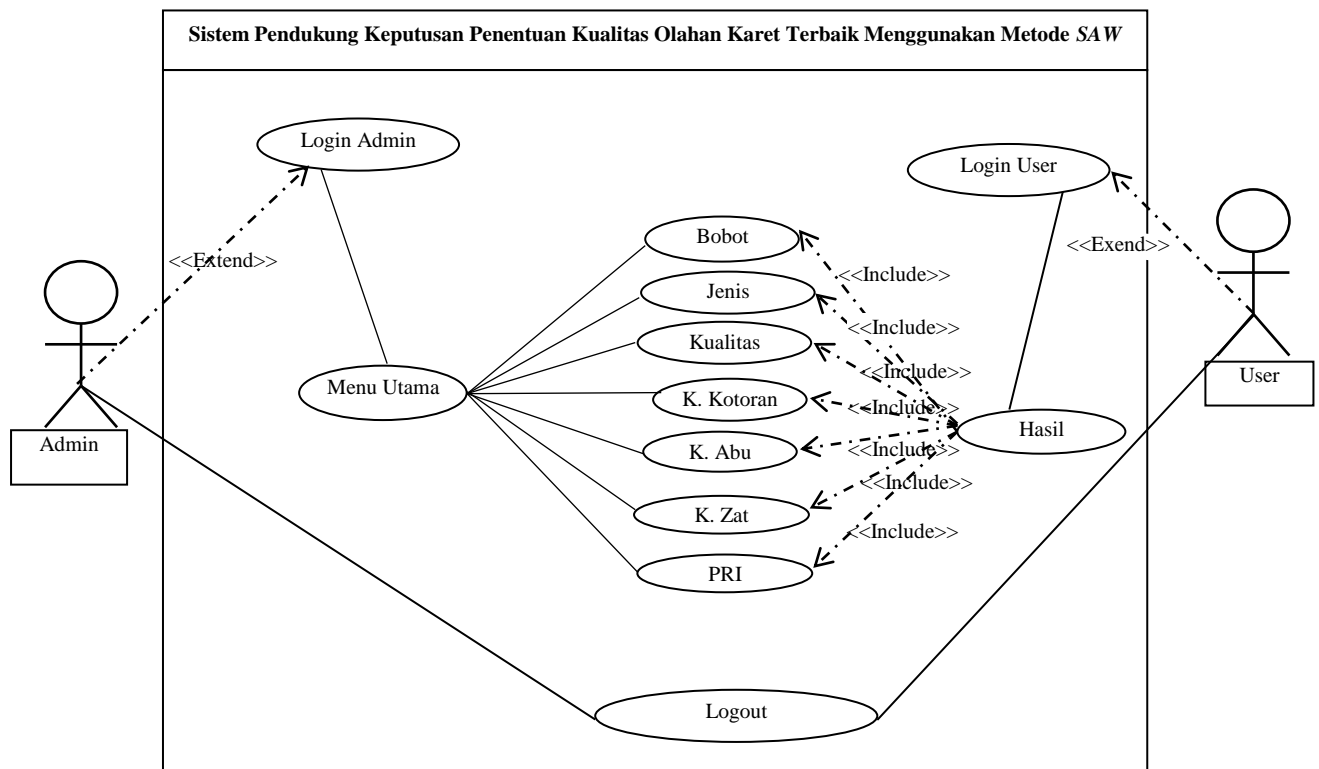 Sistem Pendukung Keputusan Penentuan Kualitas Olahan Karet Terbaik Menggunakan Metode SAW
Login Admin
Login User
<<Extend>>
<<Exend>>
Bobot
<<Include>>
Jenis
<<Include>>
Kualitas
<<Include>>
Menu Utama
K. Kotoran
<<Include>>
User
Admin
K. Abu
<<Include>>
Hasil
<<Include>>
K. Zat
<<Include>>
PRI
Logout